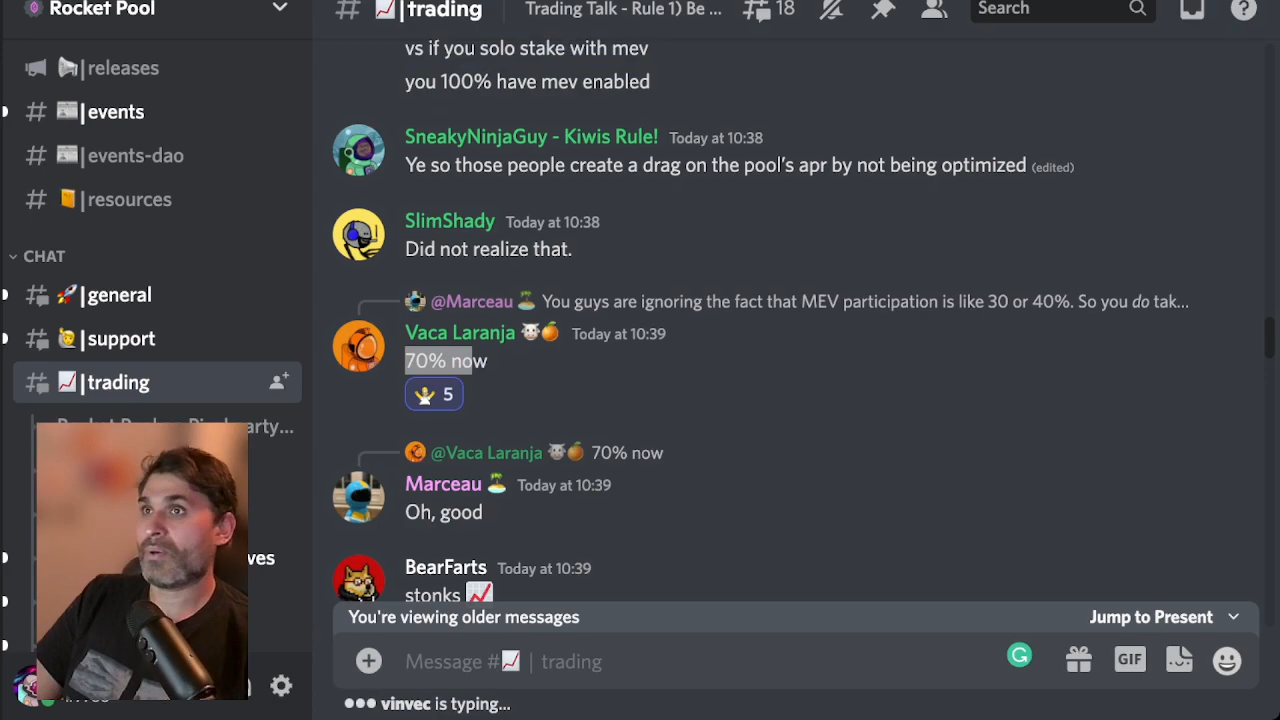 Rocket Pool
| trading
Trading Talk - Rule 1) Be ...
18
Search
| releases
| events
| events-dao
| resources
CHAT
| general
| support
| trading
ves
vs if you solo stake with mev
you 100% have mev enabled
SneakyNinjaGuy - Kiwis Rule! Today at 10:38
Ye so those people create a drag on the pool's apr by not being optimized (edited)
SlimShady Today at 10:38
Did not realize that.
@Marceau You guys are ignoring the fact that MEV participation is like 30 or 40%. So you do tak...
Vaca Laranja Today at 10:39
70% now
5
@Vaca Laranja 70% now
Marceau Today at 10:39
Oh, good
BearFarts Today at 10:39
stonks
You're viewing older messages
Jump to Present
Message # | trading
GIF
vinvec is typing...